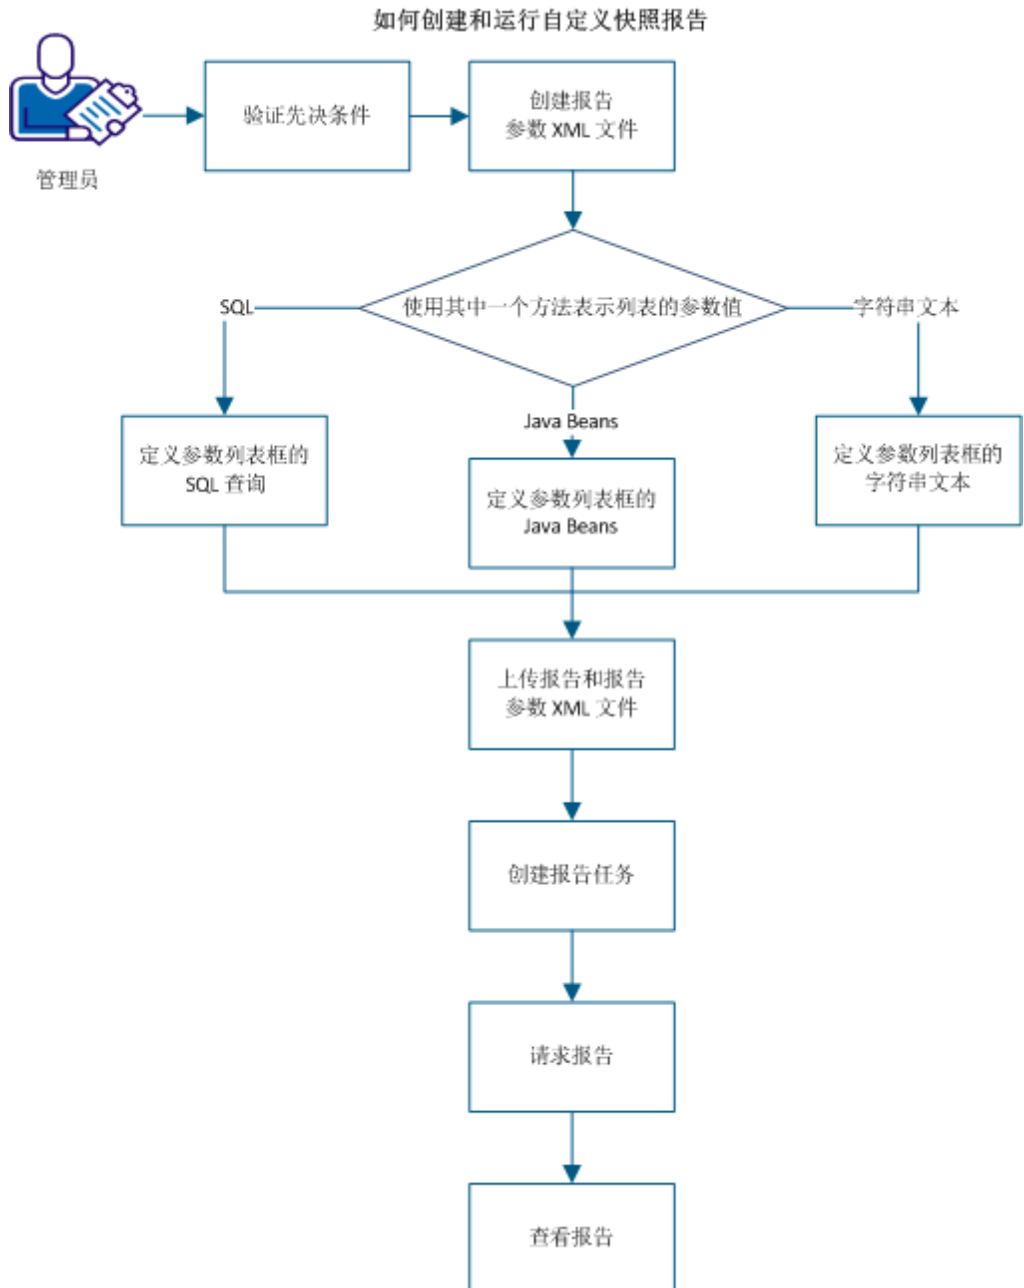 如何创建和运行自定义快照报告
管理员
验证先决条件
创建报告
参数 XML 文件
使用其中一个方法表示列表的参数值
SQL
字符串文本
Java Beans
定义参数列表框的
SQL 查询
定义参数列表框的
Java Beans
定义参数列表框的
字符串文本
上传报告和报告
参数 XML 文件
创建报告任务
请求报告
查看报告